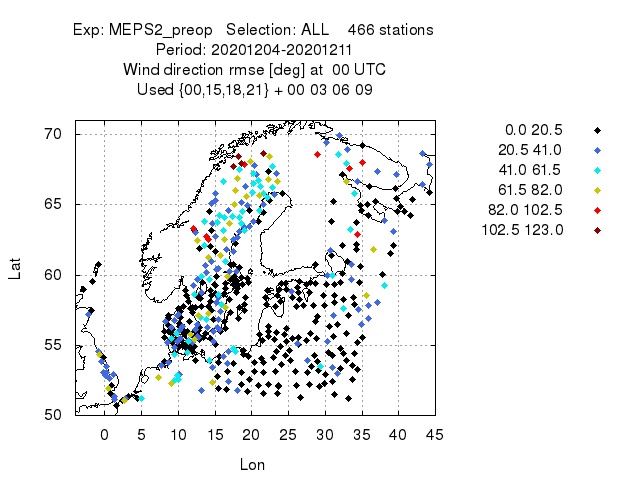 Exp: MEPS2_preop Selection: ALL 466 stations
Period: 20201204-20201211
Wind direction rmse [deg] at 00 UTC
Used {00,15,18,21} + 00 03 06 09
70
65
60
55
50
Lat
0 5 10 15 20 25 30 35 40 45
Lon
0.0 20.5
20.5 41.0
41.0 61.5
61.5 82.0
82.0 102.5
102.5 123.0